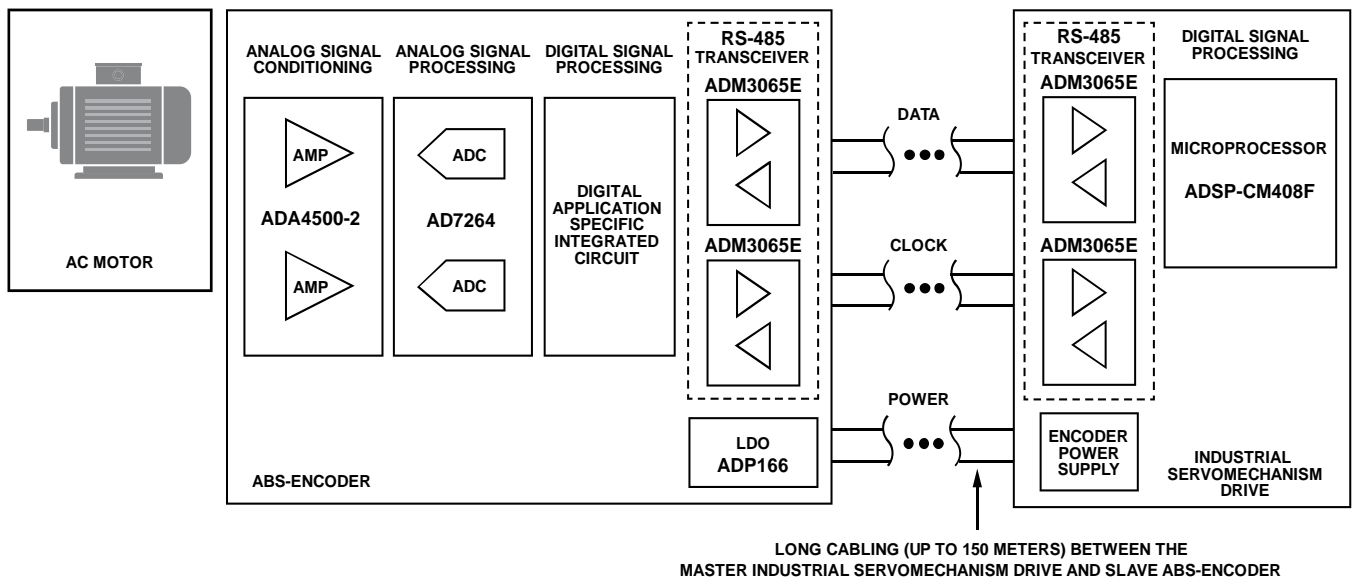 AC MOTOR
ANALOG SIGNAL
CONDITIONING
AMP
ADA4500-2
AMP
ANALOG SIGNAL
PROCESSING
ADC
AD7264
ADC
DIGITAL SIGNAL
PROCESSING
DIGITAL
APPLICATION
SPECIFIC
INTEGRATED
CIRCUIT
RS-485
TRANSCEIVER
ADM3065E
ADM3065E
LDO
ADP166
ABS-ENCODER
DATA
CLOCK
POWER
RS-485
TRANSCEIVER
ADM3065E
ADM3065E
ENCODER
POWER
SUPPLY
DIGITAL SIGNAL
PROCESSING
MICROPROCESSOR
ADSP-CM408F
INDUSTRIAL
SERVOMECHANISM
DRIVE
LONG CABLING (UP TO 150 METERS) BETWEEN THE
MASTER INDUSTRIAL SERVOMECHANISM DRIVE AND SLAVE ABS-ENCODER